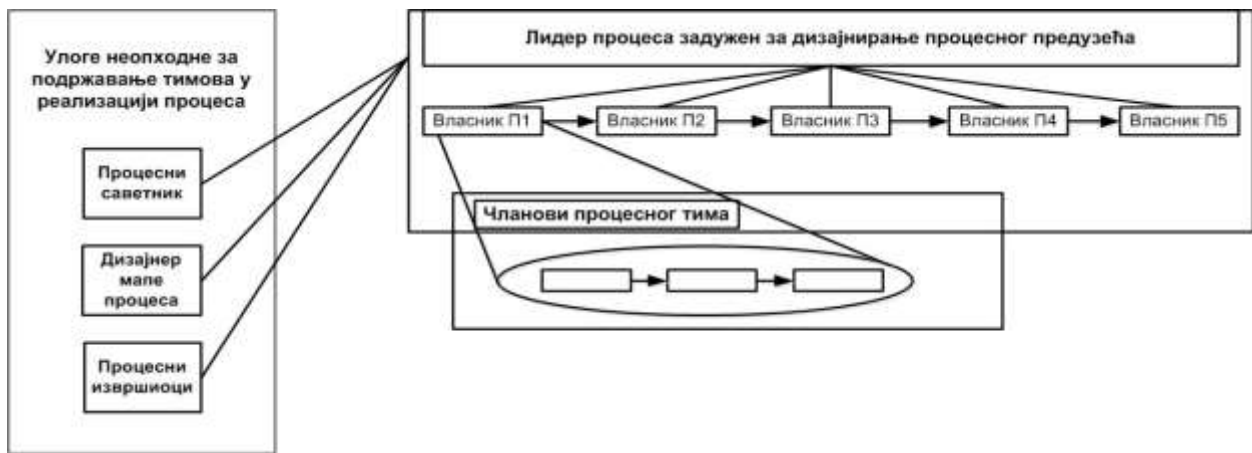 Улоге неопходне за
подржавање тимова у
реализацији процеса
Процесни
саветник
Дизајнер
мапе
процеса
Процесни
извршиоци
Лидер процеса задужен за дизајнирање процесног предузећа
Власник П1
Власник П2
Власник П3
Власник П4
Власник П5
Чланови процесног тима